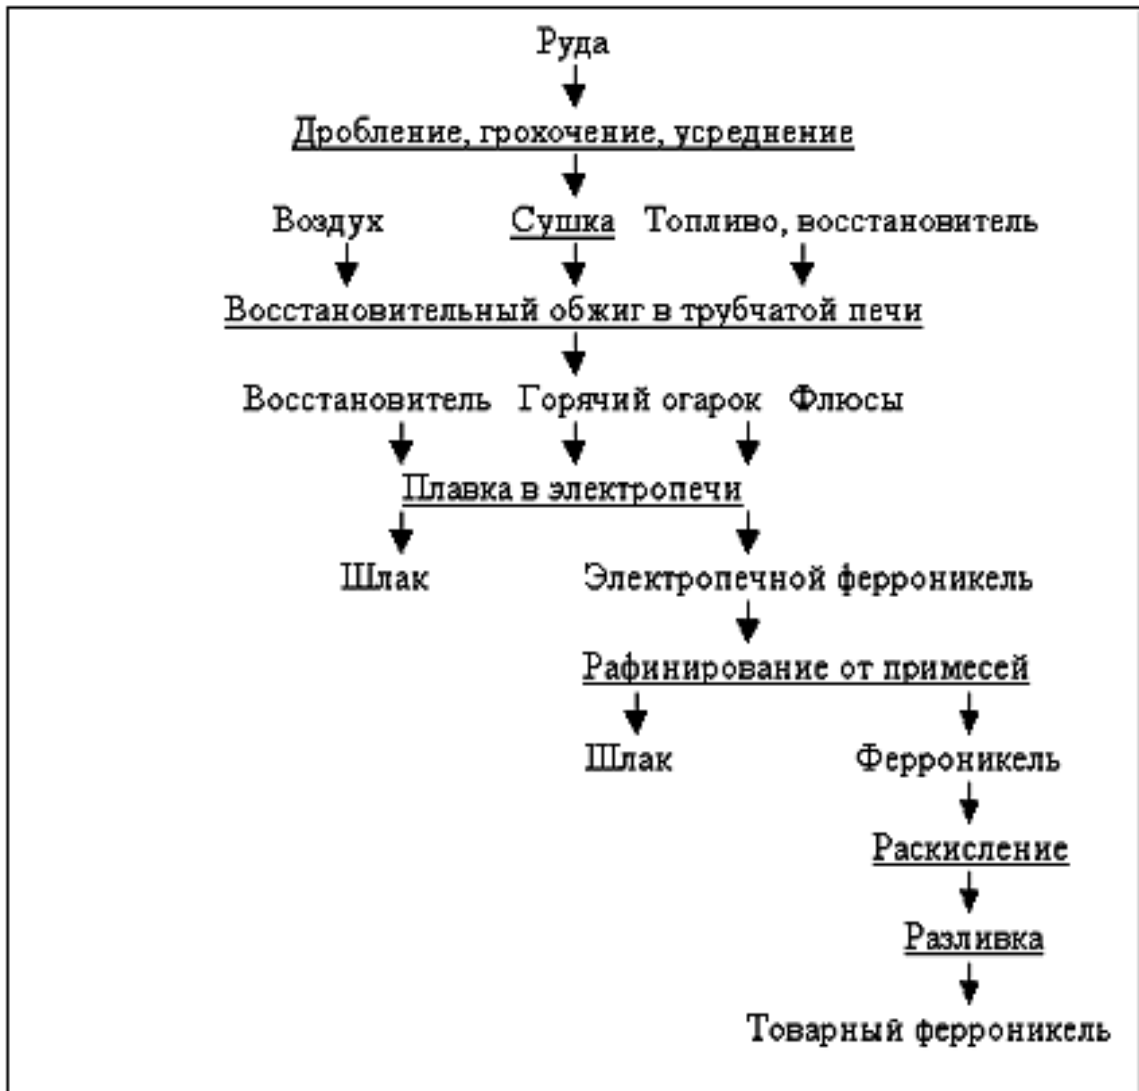 Руда
Дробление, грохочение, усреднение
Воздух Сушка Топливо, восстановитель
Восстановительный обжиг в трубчатой печи
Восстановитель Горячий огарок Флюсы
Плавка в электропечи
Шлак Электропечной ферроникель
Рафинирование от примесей
Шлак Ферроникель
Раскисление
Разливка
Товарный ферроникель